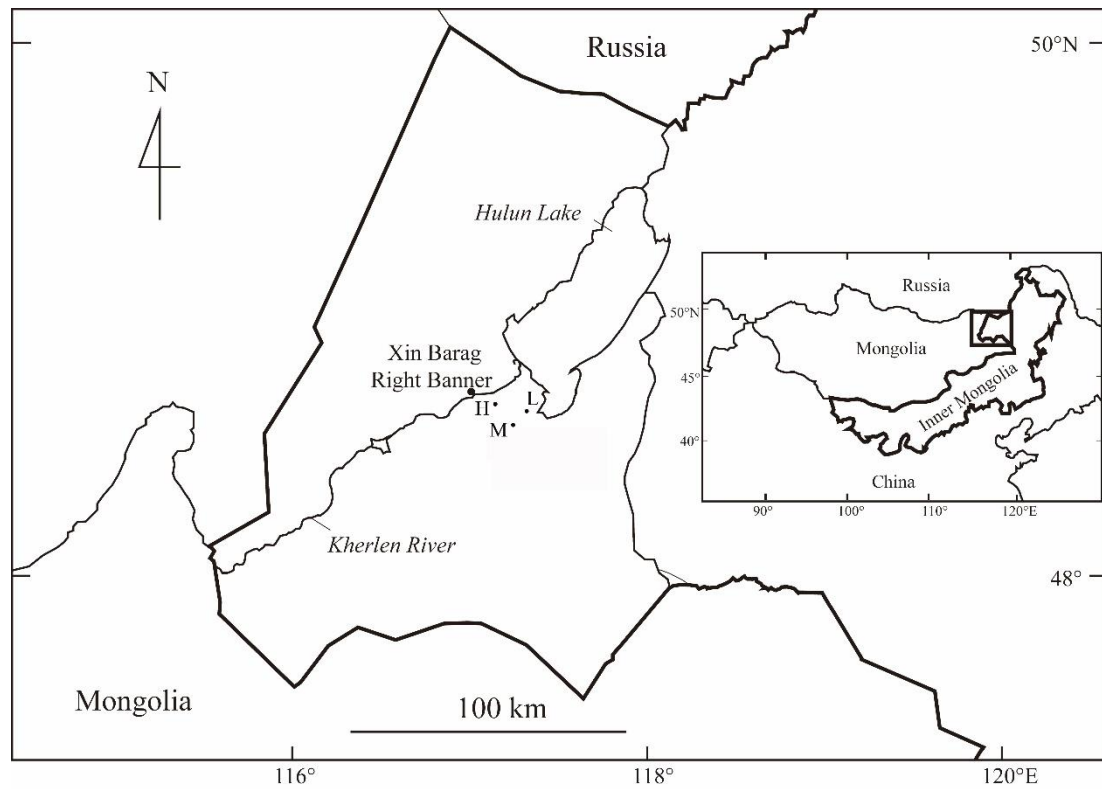 Russia
50°N
N
Hulun Lake
Xin Barag
Right Banner
H
L
M
Kherlen River
48°
Mongolia
100 km
116°
118°
120°E
Russia
50°N
Mongolia
45°
Inner Mongolia
40°
China
90°
100°
110°
120°E